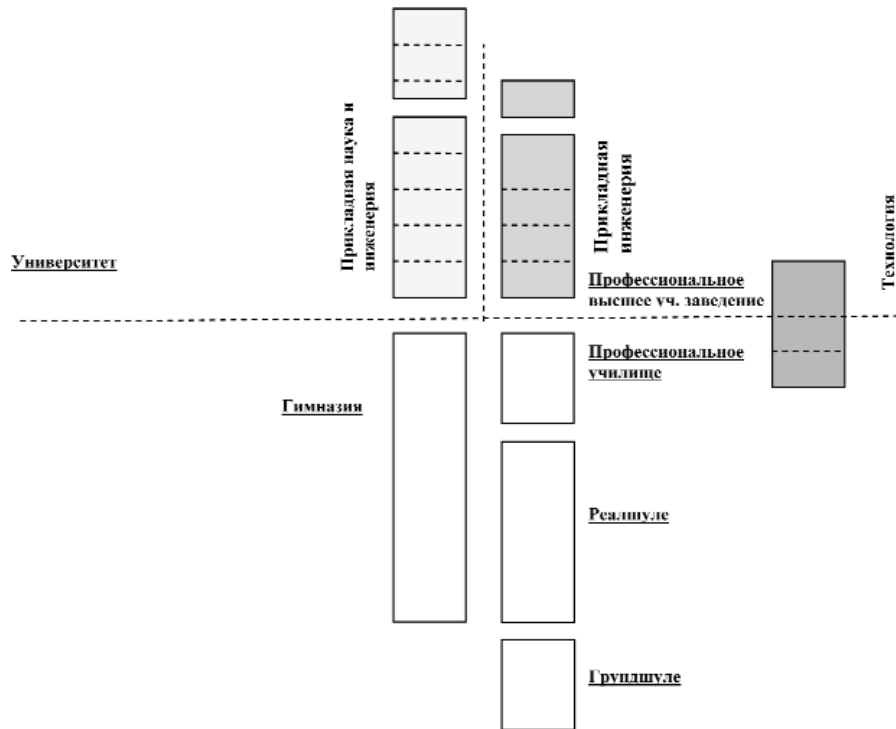 Прикладная наука и
инженерия
Прикладная
инженерия
Технология
Университет
Профессиональное
высшее уч. заведение
Профессиональное
училище
Гимназия
Реалшуле
Грундшуле